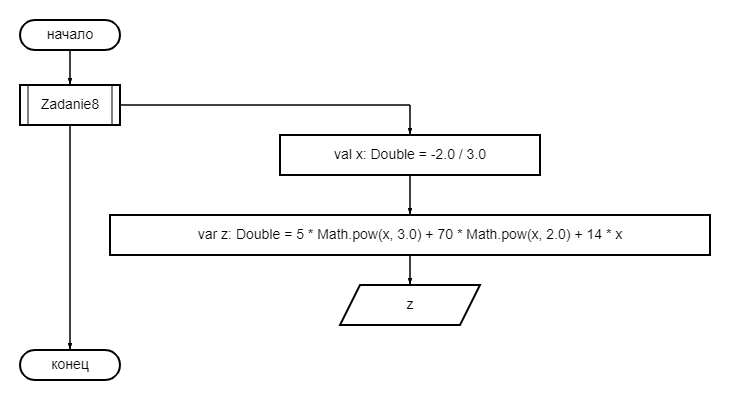 начало
Zadanie8
val x: Double = -2.0 / 3.0
var z: Double = 5 * Math.pow(x, 3.0) + 70 * Math.pow(x, 2.0) + 14 * x
z
конец